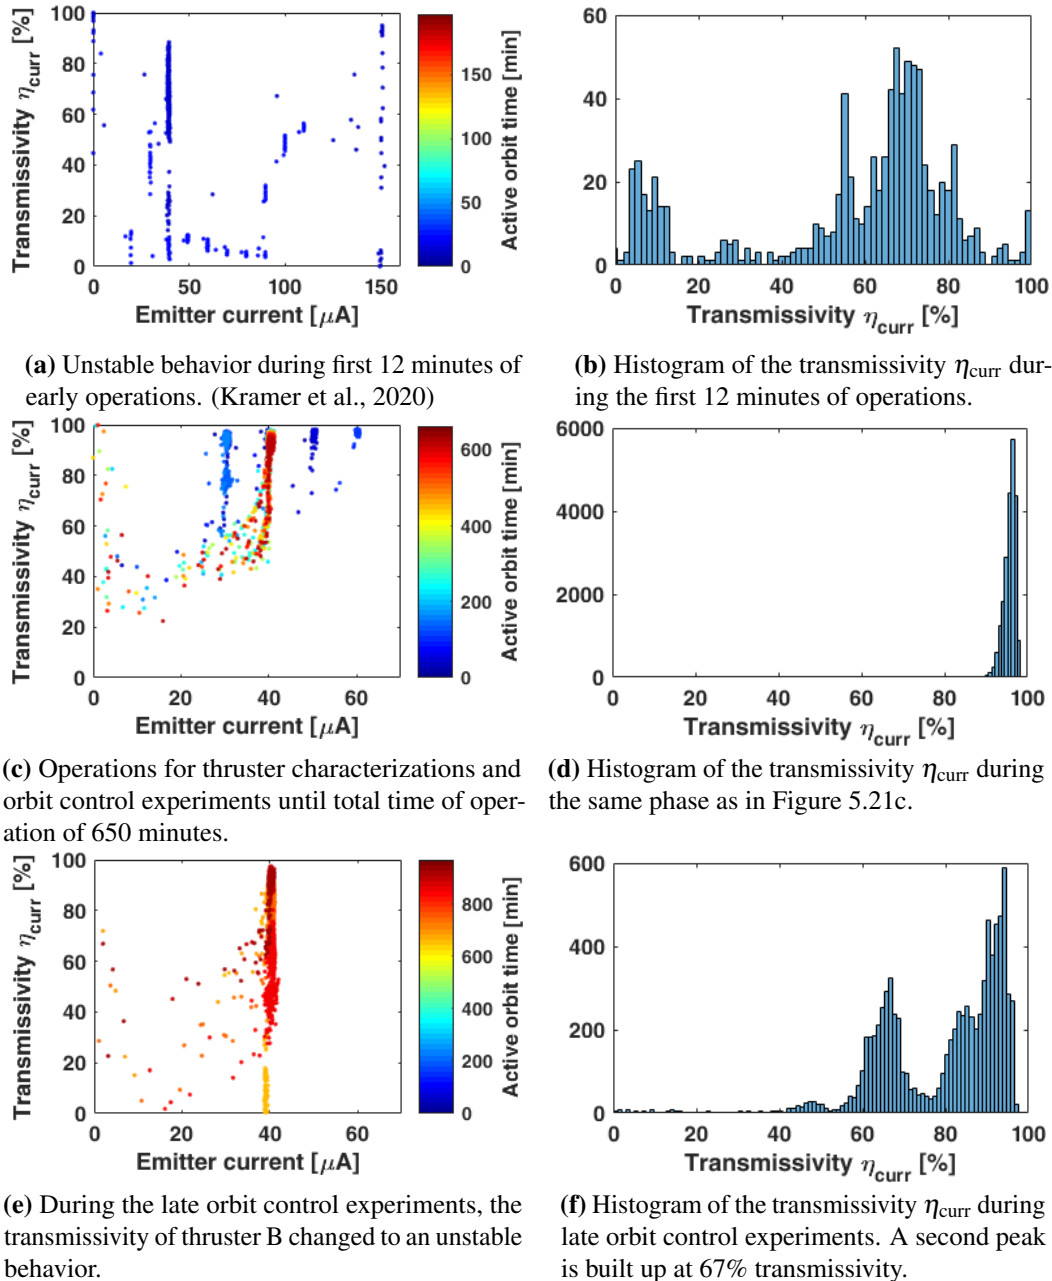 100
80
60
40
20
0
Transmissivity ηcurr [%]
0
50
100
150
Emitter current [μA]
150
100
50
0
Active orbit time [min]
60
40
20
0
0
20
40
60
80
100
Transmissivity ηcurr [%]
(a) Unstable behavior during first 12 minutes of
early operations. (Kramer et al., 2020)
(b) Histogram of the transmissivity ηcurr dur-
ing the first 12 minutes of operations.
100
80
60
40
20
0
Transmissivity ηcurr [%]
0
20
40
60
Emitter current [μA]
600
400
200
0
Active orbit time [min]
6000
4000
2000
0
0
20
40
60
80
100
Transmissivity ηcurr [%]
(c) Operations for thruster characterizations and
orbit control experiments until total time of oper-
ation of 650 minutes.
(d) Histogram of the transmissivity ηcurr during
the same phase as in Figure 5.21c.
100
80
60
40
20
0
Transmissivity ηcurr [%]
0
20
40
60
Emitter current [μA]
800
600
400
200
0
Active orbit time [min]
600
400
200
0
0
20
40
60
80
100
Transmissivity ηcurr [%]
(e) During the late orbit control experiments, the
transmissivity of thruster B changed to an unstable
behavior.
(f) Histogram of the transmissivity ηcurr during
late orbit control experiments. A second peak
is built up at 67% transmissivity.